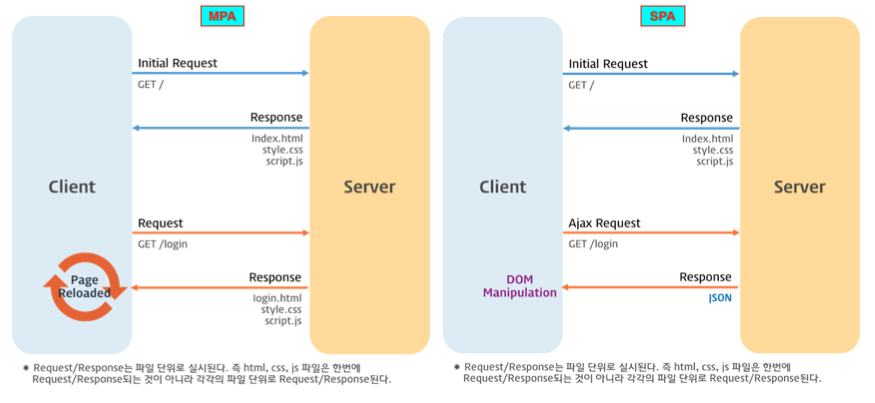 MPA
Initial Request
GET /
Response
Index.html
style.css
script.js
Client
Server
Request
GET /login
Page
Reloaded
Response
login.html
style.css
script.js
* Request/Response는 파일 단위로 실시된다. 즉 html, css, js 파일은 한번에
Request/Response되는 것이 아니라 각각의 파일 단위로 Request/Response된다.
SPA
Initial Request
GET /
Response
Index.html
style.css
script.js
Client
Server
Ajax Request
GET /login
DOM
Manipulation
Response
JSON
* Request/Response는 파일 단위로 실시된다. 즉 html, css, js 파일은 한번에
Request/Response되는 것이 아니라 각각의 파일 단위로 Request/Response된다.